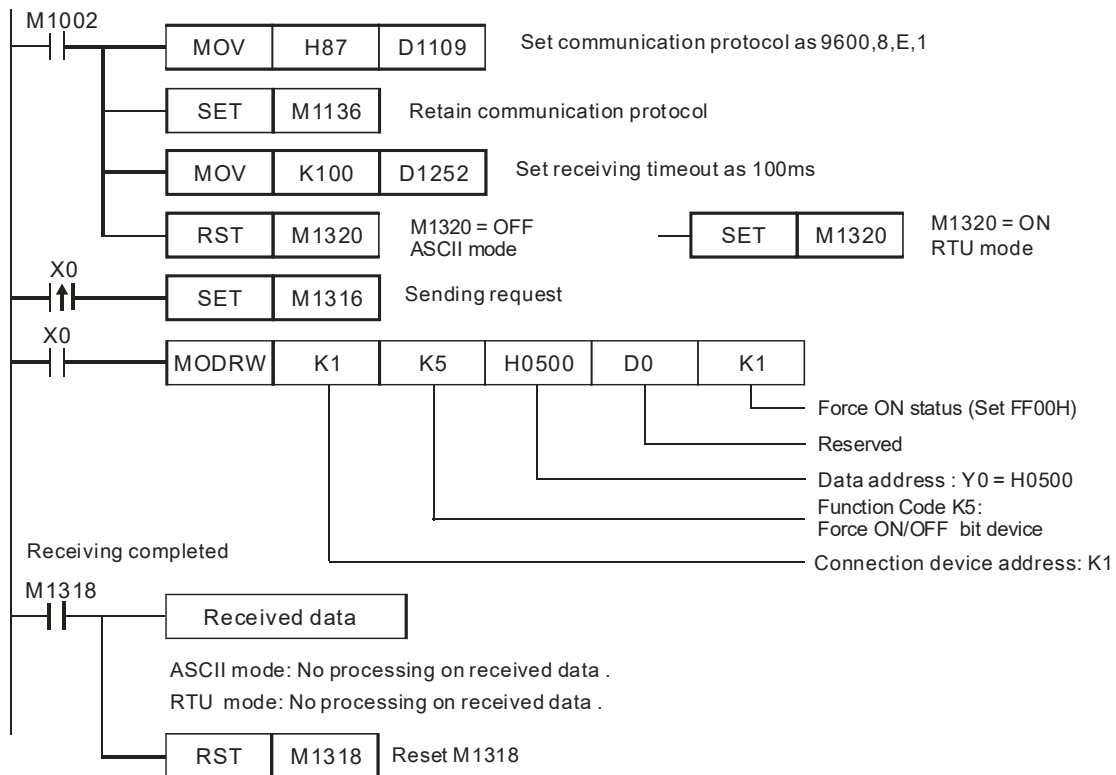 M1002
MOV H87 D1109 Set communication protocol as 9600,8,E,1
SET M1136 Retain communication protocol
MOV K100 D1252 Set receiving timeout as 100ms
RST M1320 M1320 = OFF
ASCII mode
SET M1320 M1320 = ON
RTU mode
X0
SET M1316 Sending request
X0
MODRW K1 K5 H0500 D0 K1
Force ON status (Set FF00H)
Reserved
Data address : Y0 = H0500
Function Code K5:
Force ON/OFF bit device
Connection device address: K1
Receiving completed
M1318
Received data
ASCII mode: No processing on received data .
RTU mode: No processing on received data .
RST M1318 Reset M1318